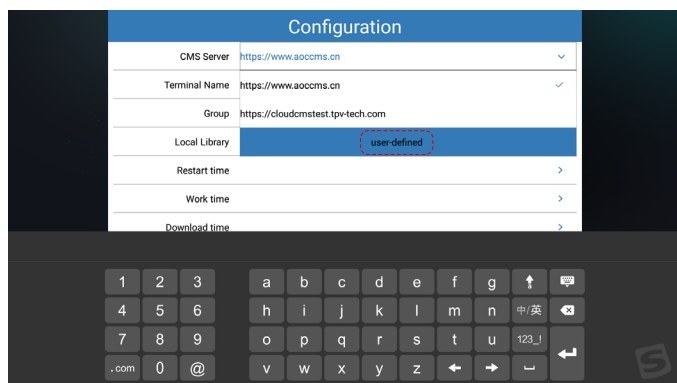 Configuration
CMS Server https://www.aoccms.cn
Terminal Name https://www.aoccms.cn
Group https://cloudcmstest.tpv-tech.com
Local Library user-defined
Restart time
Work time
Download time
1 2 3 a b c d e f g
4 5 6 h i j k l m n 中/英
7 8 9 o p q r s t u 123_!
.com 0 @ v w x y z
S